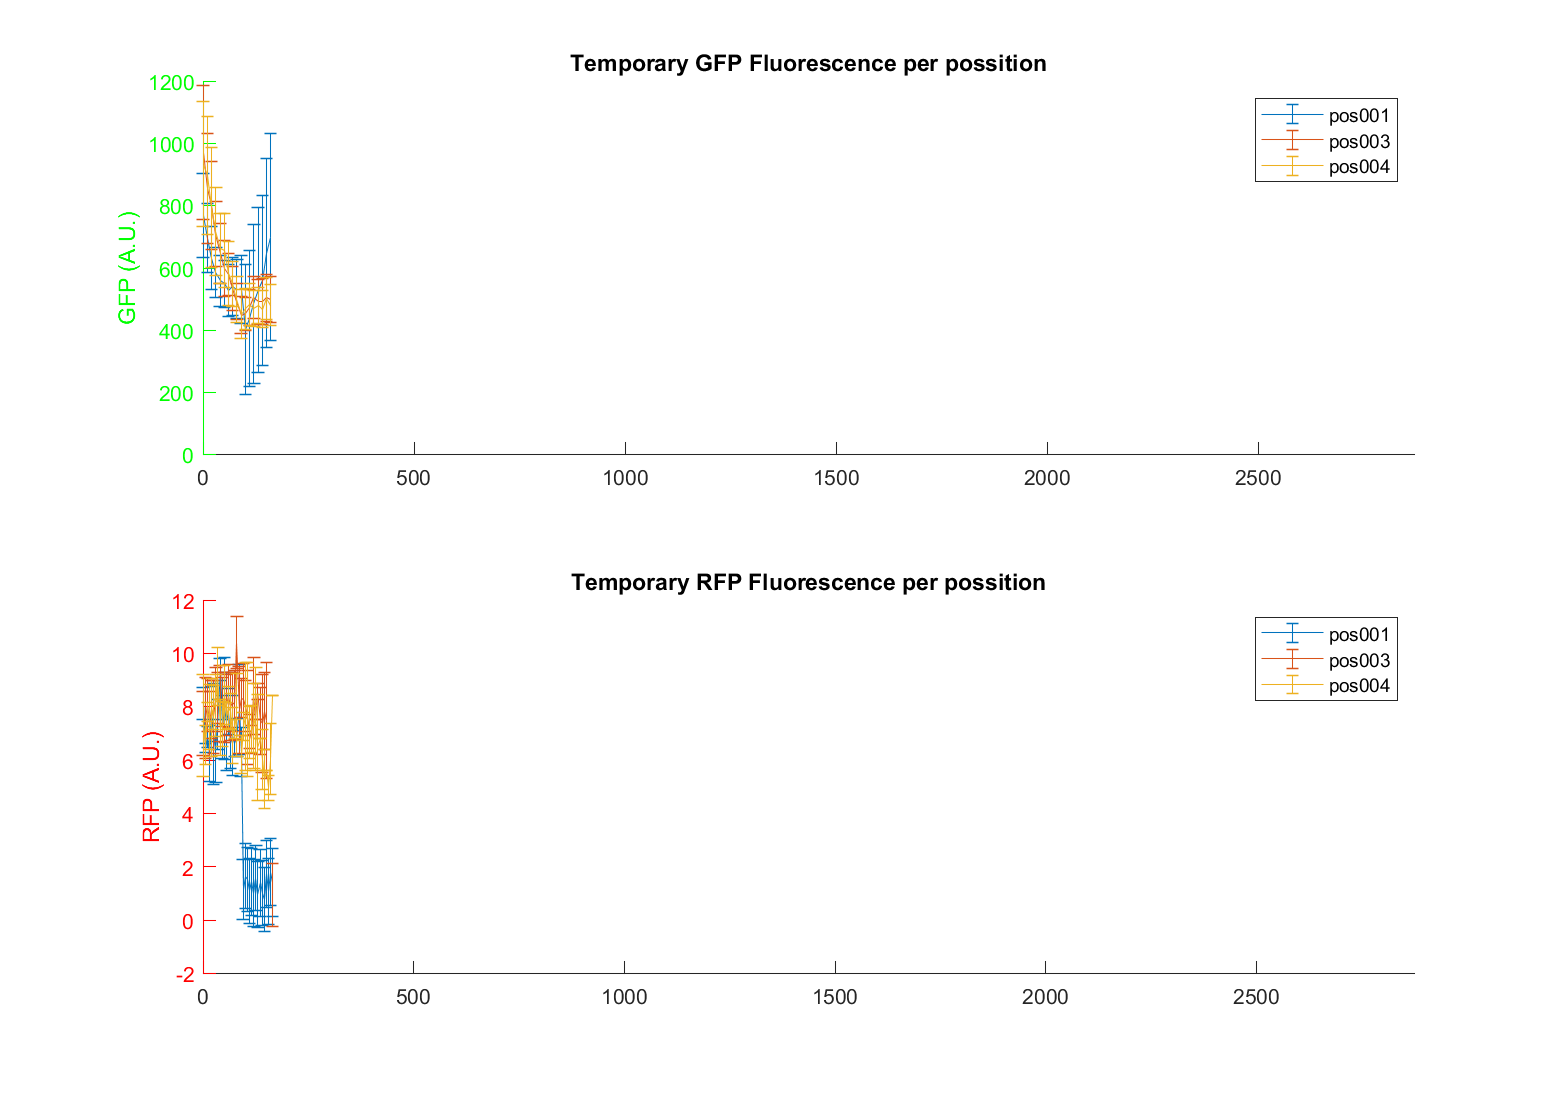 Temporary GFP Fluorescence per possition
1200
1000
800
600
400
200
0
GFP (A.U.)
0 500 1000 1500 2000 2500
pos001
pos003
pos004
Temporary RFP Fluorescence per possition
12
10
8
6
4
2
0
-2
RFP (A.U.)
0 500 1000 1500 2000 2500
pos001
pos003
pos004